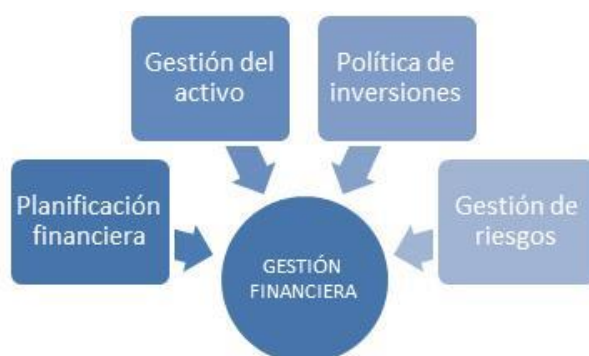 Gestión del
activo
Política de
inversiones
Planificación
financiera
Gestión de
riesgos
GESTIÓN
FINANCIERA